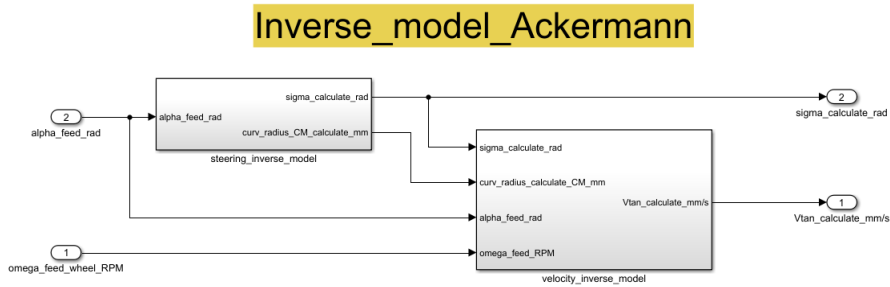 Inverse_model_Ackermann
sigma_calculate_rad
2
alpha_feed_rad
2
alpha_feed_rad
sigma_calculate_rad
curv_radius_CM_calculate_mm
steering_inverse_model
sigma_calculate_rad
curv_radius_calculate_CM_mm
Vtan_calculate_mm/s
1
Vtan_calculate_mm/s
alpha_feed_rad
1
omega_feed_RPM
omega_feed_wheel_RPM
velocity_inverse_model